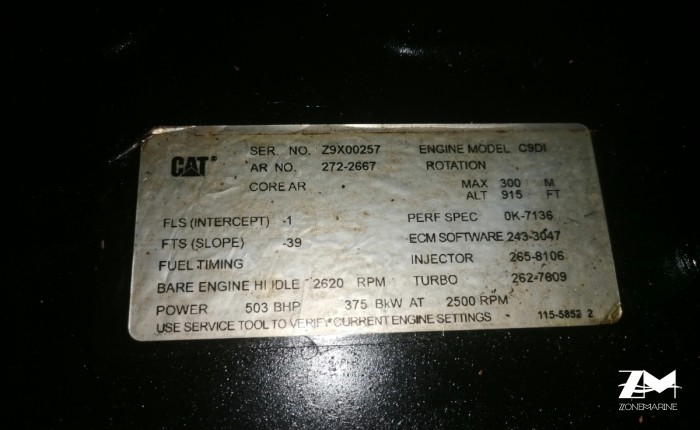 CAT®
SER. NO. Z9X00257 ENGINE MODEL C9DI
AR NO. 272-2667 ROTATION
CORE AR MAX 300 M
ALT 915 FT
FLS (INTERCEPT) -1 PERF SPEC 0K-7136
FTS (SLOPE) -39 ECM SOFTWARE 243-3047
FUEL TIMING INJECTOR 265-8106
BARE ENGINE HI IDLE 2620 RPM TURBO 262-7809
POWER 503 BHP 375 BKW AT 2500 RPM
USE SERVICE TOOL TO VERIFY CURRENT ENGINE SETTINGS 115-5852 2
ZM
ZONEMARINE